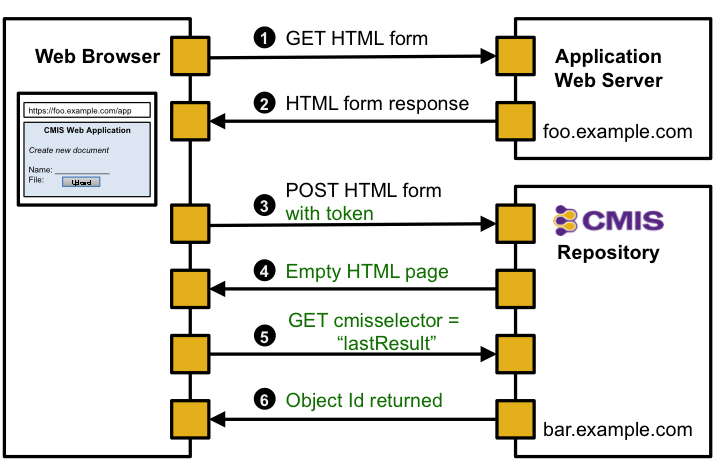 Web Browser
https://foo.example.com/app
CMIS Web Application
Create new document
Name:
File:
Upload
1 GET HTML form
2 HTML form response
3 POST HTML form
with token
4 Empty HTML page
5 GET cmisselector =
“lastResult”
6 Object Id returned
Application
Web Server
foo.example.com
CMIS
Repository
bar.example.com